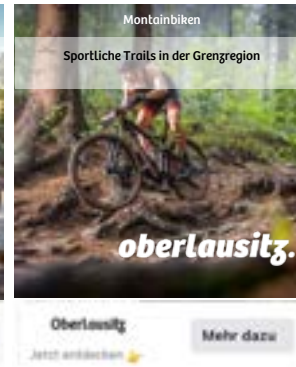 Montainbiken
Sportliche Trails in der Grenzregion
oberlausitz.
Oberlausitz
Mehr dazu
Jetzt entdecken 👉